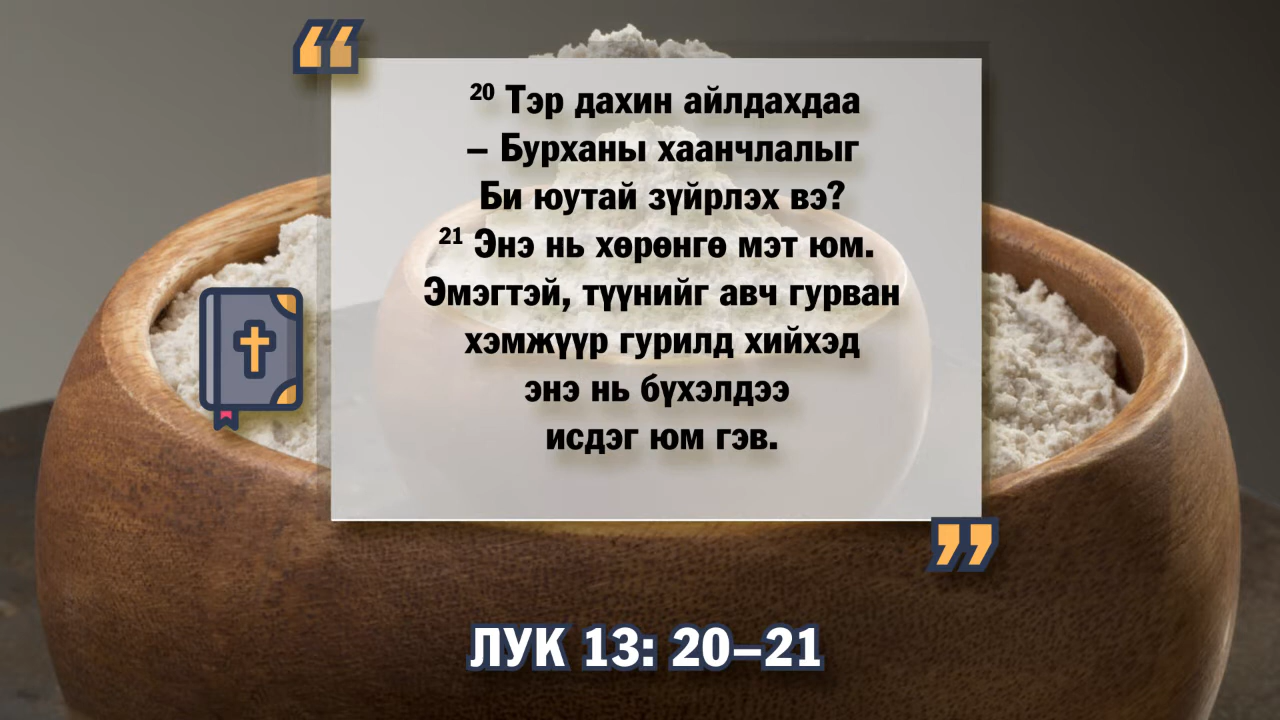 “
²⁰ Тэр дахин айлдахдаа
– Бурханы хаанчлалыг
Би юутай зүйрлэх вэ?
²¹ Энэ нь хөрөнгө мэт юм.
Эмэгтэй, түүнийг авч гурван
хэмжүүр гурилд хийхэд
энэ нь бүхэлдээ
исдэг юм гэв.
”
ЛУК 13: 20–21